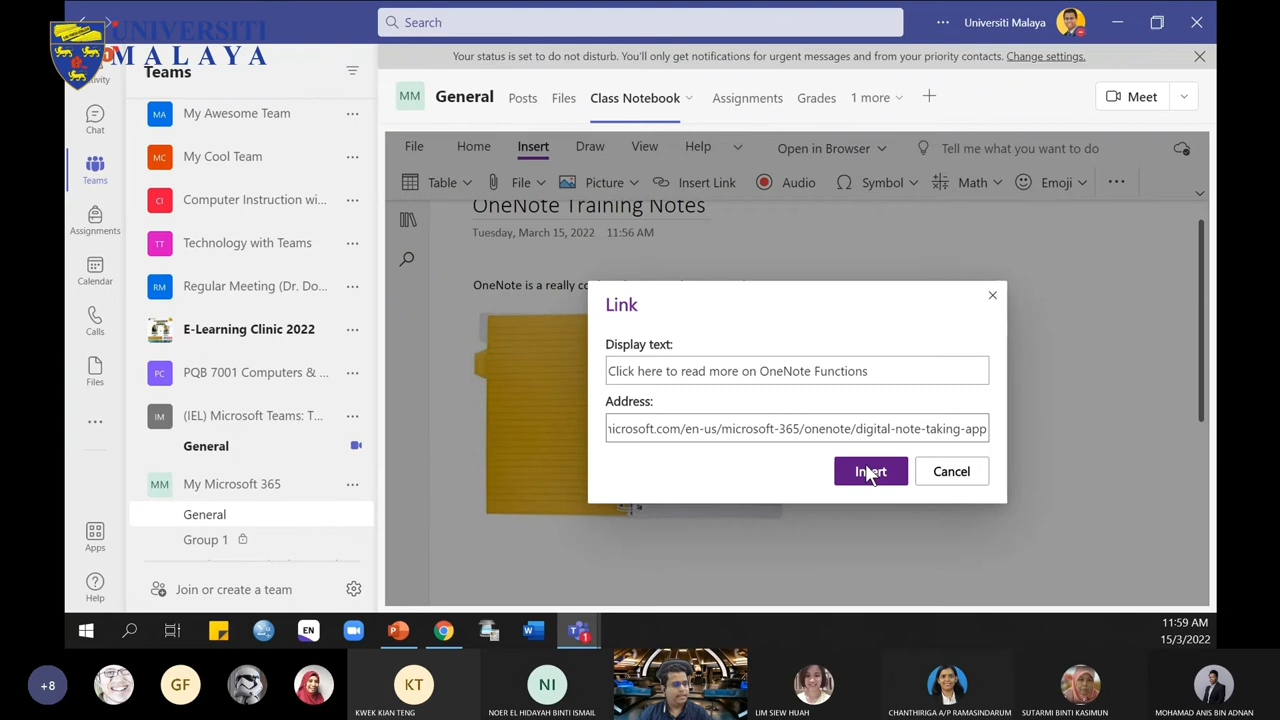 UNIVERSITI
MALAYA
Search
Universiti Malaya
Your status is set to do not disturb. You'll only get notifications for urgent messages and from your priority contacts. Change settings.
Teams
MM
General
Posts
Files
Class Notebook
Assignments
Grades
1 more
Meet
Chat
Teams
Assignments
Calendar
Calls
Files
Apps
Help
MA My Awesome Team
MC My Cool Team
CI Computer Instruction wi...
TT Technology with Teams
RM Regular Meeting (Dr. Do...
E-Learning Clinic 2022
PC PQB 7001 Computers & ...
IM (IEL) Microsoft Teams: T...
General
MM My Microsoft 365
General
Group 1
Join or create a team
File Home Insert Draw View Help Open in Browser Tell me what you want to do
Table File Picture Insert Link Audio Symbol Math Emoji
OneNote Training Notes
Tuesday, March 15, 2022 11:56 AM
OneNote is a really
Link
Display text:
Click here to read more on OneNote Functions
Address:
icrosoft.com/en-us/microsoft-365/onenote/digital-note-taking-app
Insert
Cancel
EN
1
11:59 AM
15/3/2022
+8
GF
KT
NI
KWEK KIAN TENG
NOER EL HIDAYAH BINTI ISMAIL
LIM SIEW HUAH
CHANTHIRIGA A/P RAMASINDARUM
SUTARMI BINTI KASIMUN
MOHAMAD ANIS BIN ADNAN